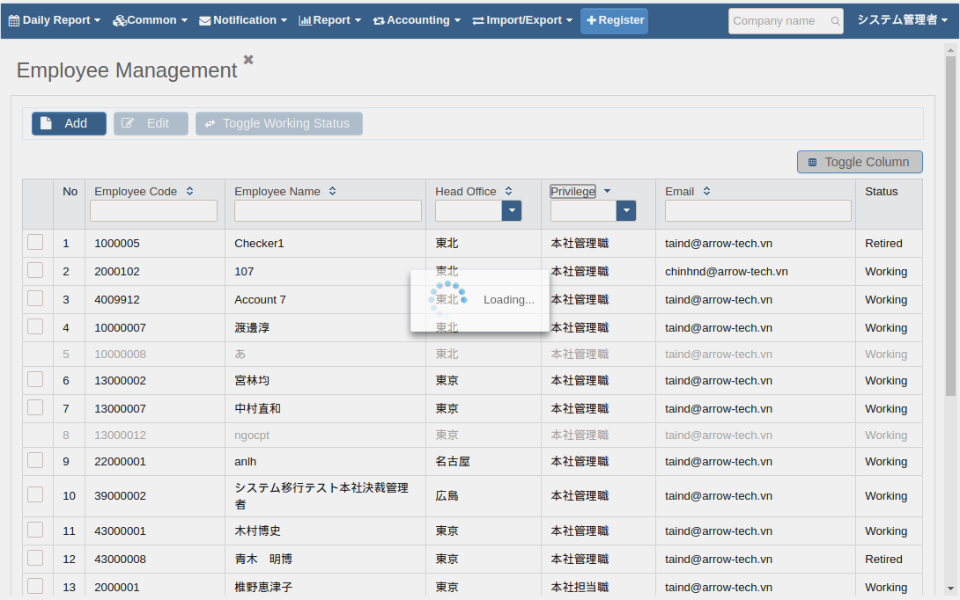 Daily Report Common Notification Report Accounting Import/Export Register Company name システム管理者
Employee Management
Add Edit Toggle Working Status
Toggle Column
No Employee Code Employee Name Head Office Privilege Email Status
1 1000005 Checker1 東北 本社管理職 taind@arrow-tech.vn Retired
2 2000102 107 東北 本社管理職 chinhnd@arrow-tech.vn Working
3 4009912 Account 7 東北 本社管理職 taind@arrow-tech.vn Working
Loading...
4 10000007 渡邊淳 東北 本社管理職 taind@arrow-tech.vn Working
5 10000008 あ 東北 本社管理職 taind@arrow-tech.vn Working
6 13000002 宮林均 東京 本社管理職 taind@arrow-tech.vn Working
7 13000007 中村直和 東京 本社管理職 taind@arrow-tech.vn Working
8 13000012 ngocpt 東京 本社管理職 taind@arrow-tech.vn Working
9 22000001 anlh 名古屋 本社管理職 taind@arrow-tech.vn Working
10 39000002 システム移行テスト本社決裁管理
者 広島 本社管理職 taind@arrow-tech.vn Working
11 43000001 木村博史 東京 本社管理職 taind@arrow-tech.vn Working
12 43000008 青木　明博 東京 本社管理職 taind@arrow-tech.vn Retired
13 2000001 椎野恵津子 東京 本社担当職 taind@arrow-tech.vn Working